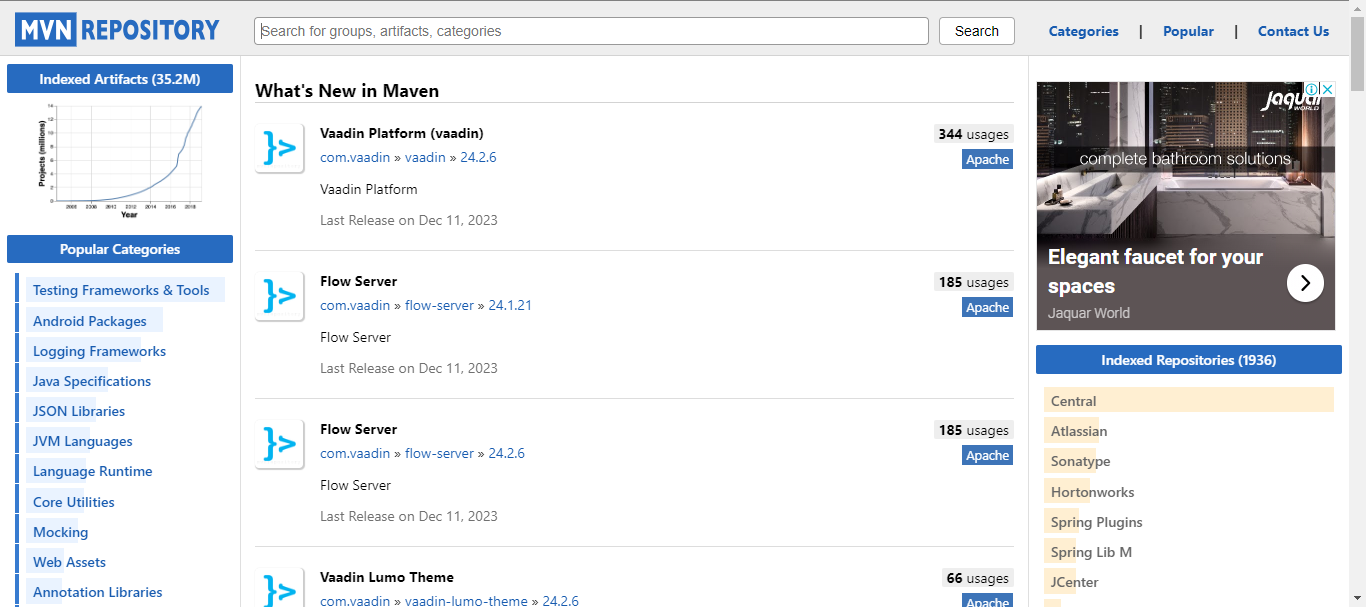 MVN REPOSITORY
Search for groups, artifacts, categories
Search
Categories | Popular | Contact Us
Indexed Artifacts (35.2M)
Projects (millions)
Year
Popular Categories
Testing Frameworks & Tools
Android Packages
Logging Frameworks
Java Specifications
JSON Libraries
JVM Languages
Language Runtime
Core Utilities
Mocking
Web Assets
Annotation Libraries
What's New in Maven
Vaadin Platform (vaadin)
344 usages
com.vaadin » vaadin » 24.2.6
Apache
Vaadin Platform
Last Release on Dec 11, 2023
Flow Server
185 usages
com.vaadin » flow-server » 24.1.21
Apache
Flow Server
Last Release on Dec 11, 2023
Flow Server
185 usages
com.vaadin » flow-server » 24.2.6
Apache
Flow Server
Last Release on Dec 11, 2023
Vaadin Lumo Theme
66 usages
com.vaadin » vaadin-lumo-theme » 24.2.6
Apache
Jaquar
WORLD
complete bathroom solutions
Elegant faucet for your
spaces
Jaquar World
Indexed Repositories (1936)
Central
Atlassian
Sonatype
Hortonworks
Spring Plugins
Spring Lib M
JCenter